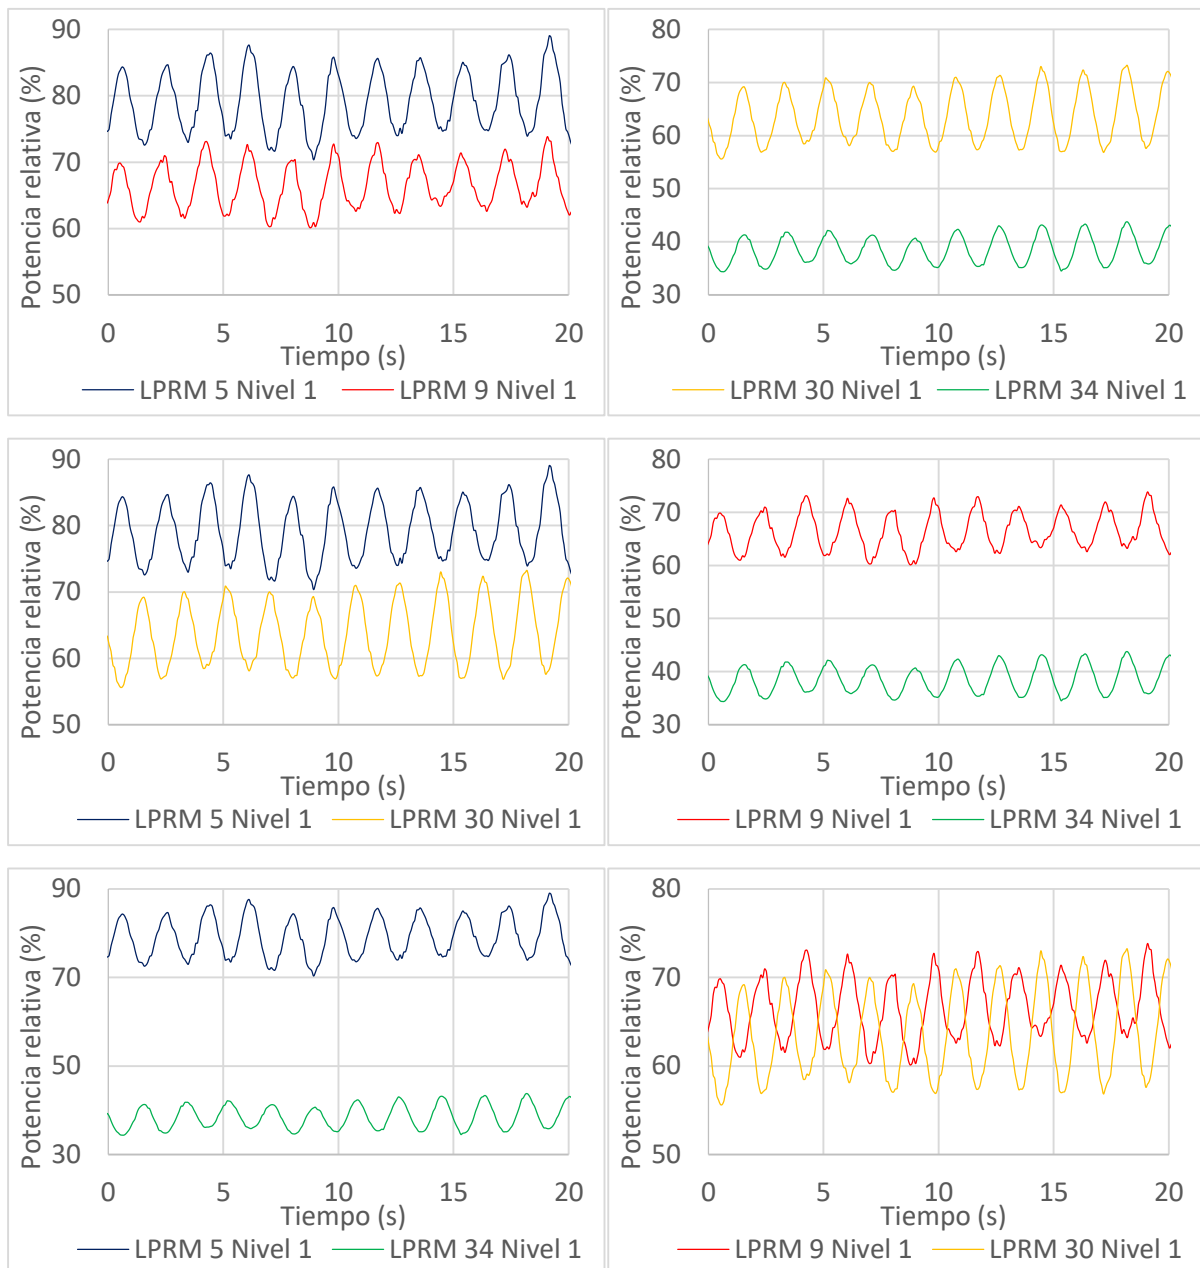 Potencia relativa (%)
90
80
70
60
50
0 5 10 15 20
Tiempo (s)
LPRM 5 Nivel 1 LPRM 9 Nivel 1
Potencia relativa (%)
80
70
60
50
40
30
0 5 10 15 20
Tiempo (s)
LPRM 30 Nivel 1 LPRM 34 Nivel 1
Potencia relativa (%)
90
80
70
60
50
0 5 10 15 20
Tiempo (s)
LPRM 5 Nivel 1 LPRM 30 Nivel 1
Potencia relativa (%)
80
70
60
50
40
30
0 5 10 15 20
Tiempo (s)
LPRM 9 Nivel 1 LPRM 34 Nivel 1
Potencia relativa (%)
90
70
50
30
0 5 10 15 20
Tiempo (s)
LPRM 5 Nivel 1 LPRM 34 Nivel 1
Potencia relativa (%)
80
70
60
50
0 5 10 15 20
Tiempo (s)
LPRM 9 Nivel 1 LPRM 30 Nivel 1